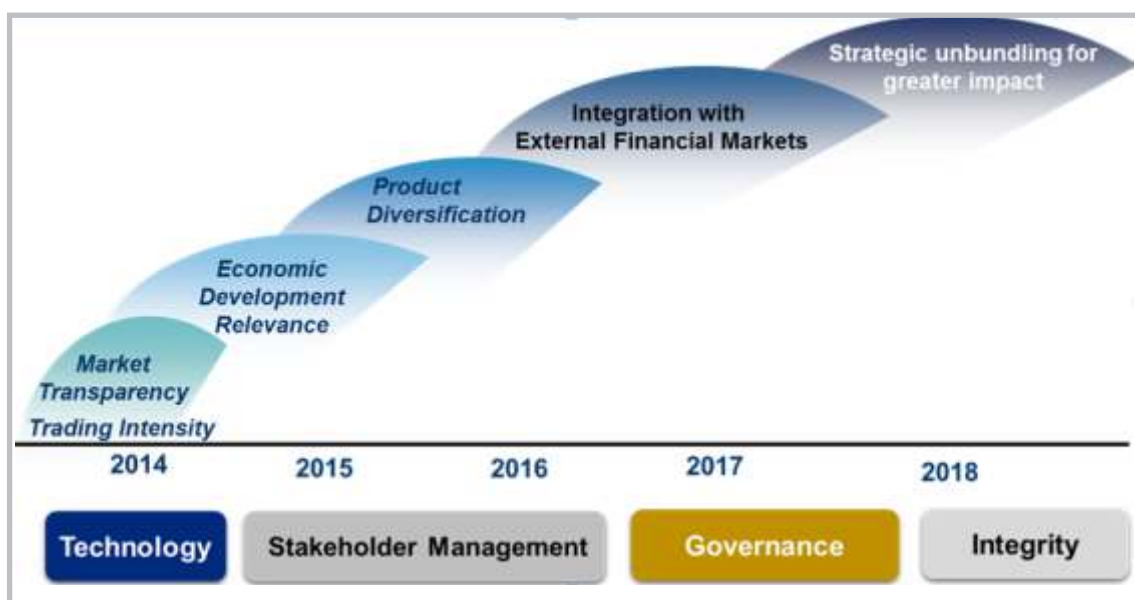 Strategic unbundling for
greater impact
Integration with
External Financial Markets
Product
Diversification
Economic
Development
Relevance
Market
Transparency
Trading Intensity
2014
2015
2016
2017
2018
Technology
Stakeholder Management
Governance
Integrity